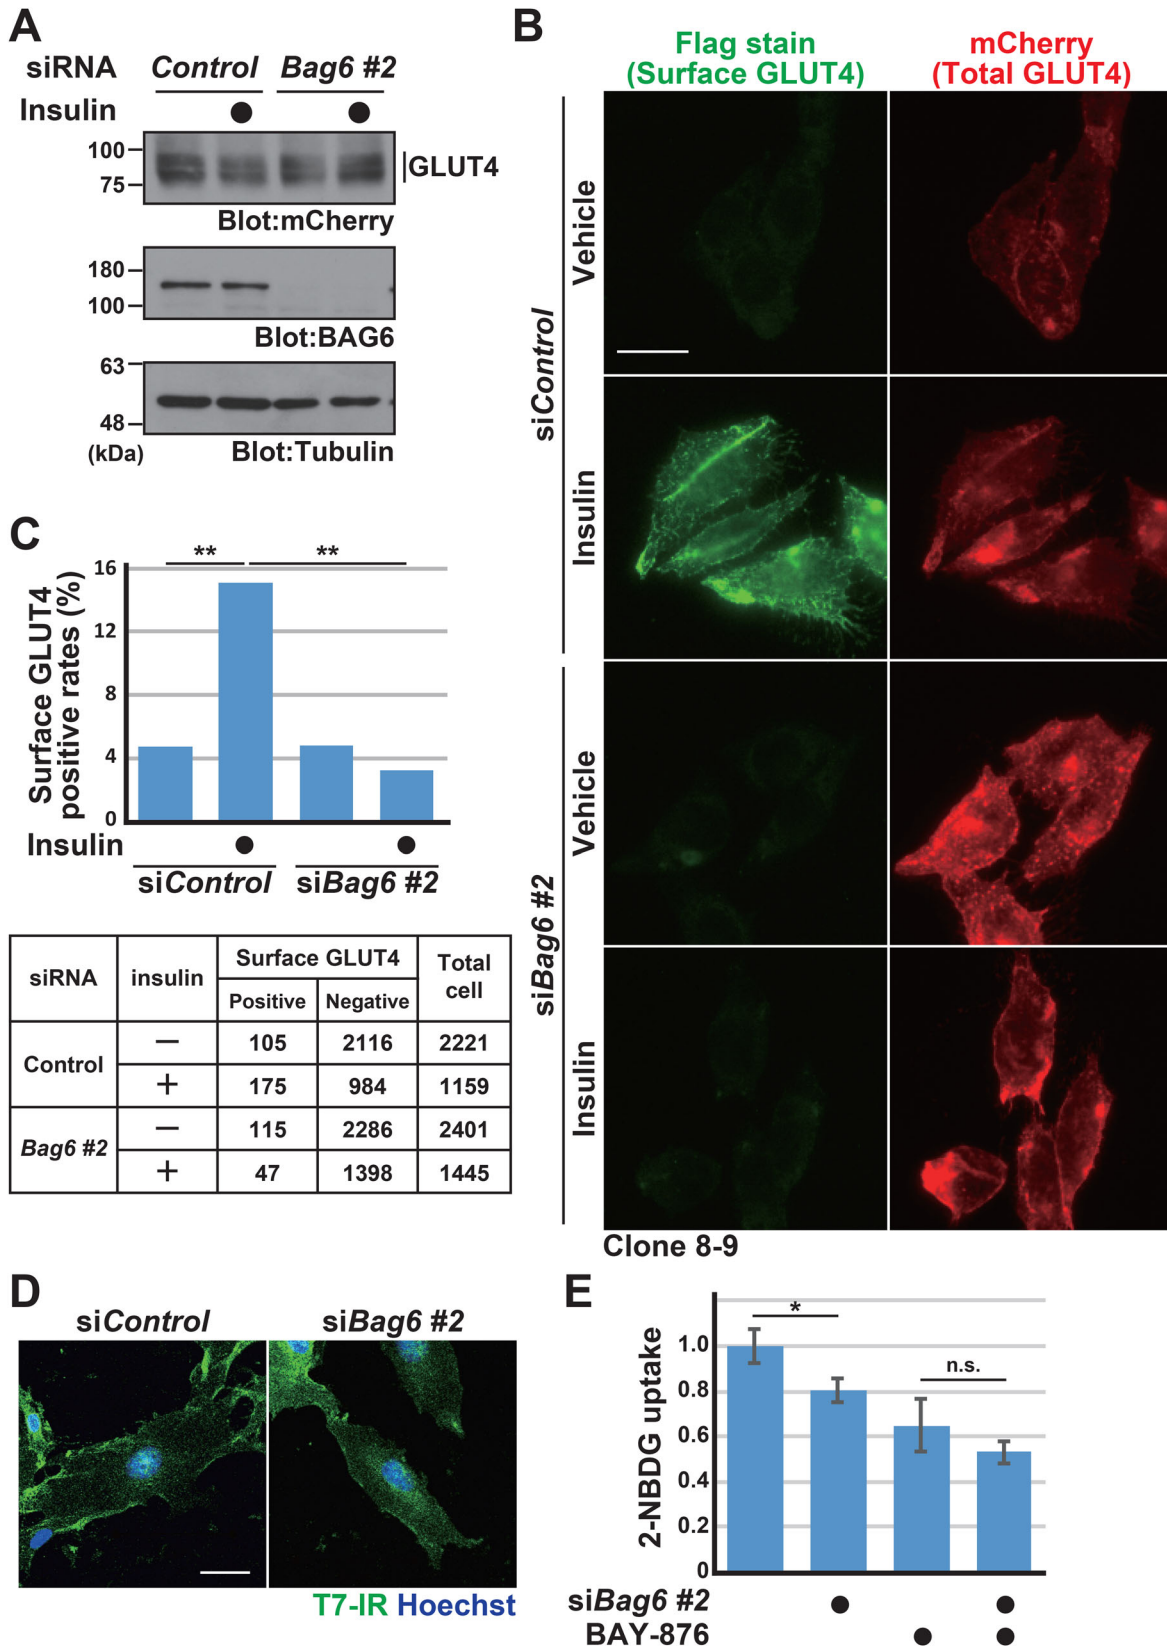 A
siRNA Control Bag6 #2
Insulin ● ●
100
75
GLUT4
Blot:mCherry
180
100
Blot:BAG6
63
48
(kDa)
Blot:Tubulin
B
Flag stain
(Surface GLUT4)
mCherry
(Total GLUT4)
siControl
Vehicle
Insulin
siBag6 #2
Vehicle
Insulin
Clone 8-9
C
Surface GLUT4
positive rates (%)
** **
16
12
8
4
0
Insulin ● ●
siControl siBag6 #2
siRNA insulin Surface GLUT4 Total cell
Positive Negative
Control − 105 2116 2221
+ 175 984 1159
Bag6 #2 − 115 2286 2401
+ 47 1398 1445
D
siControl siBag6 #2
T7-IR Hoechst
E
2-NBDG uptake
* n.s.
1.0
0.8
0.6
0.4
0.2
0
siBag6 #2 ● ●
BAY-876 ● ●